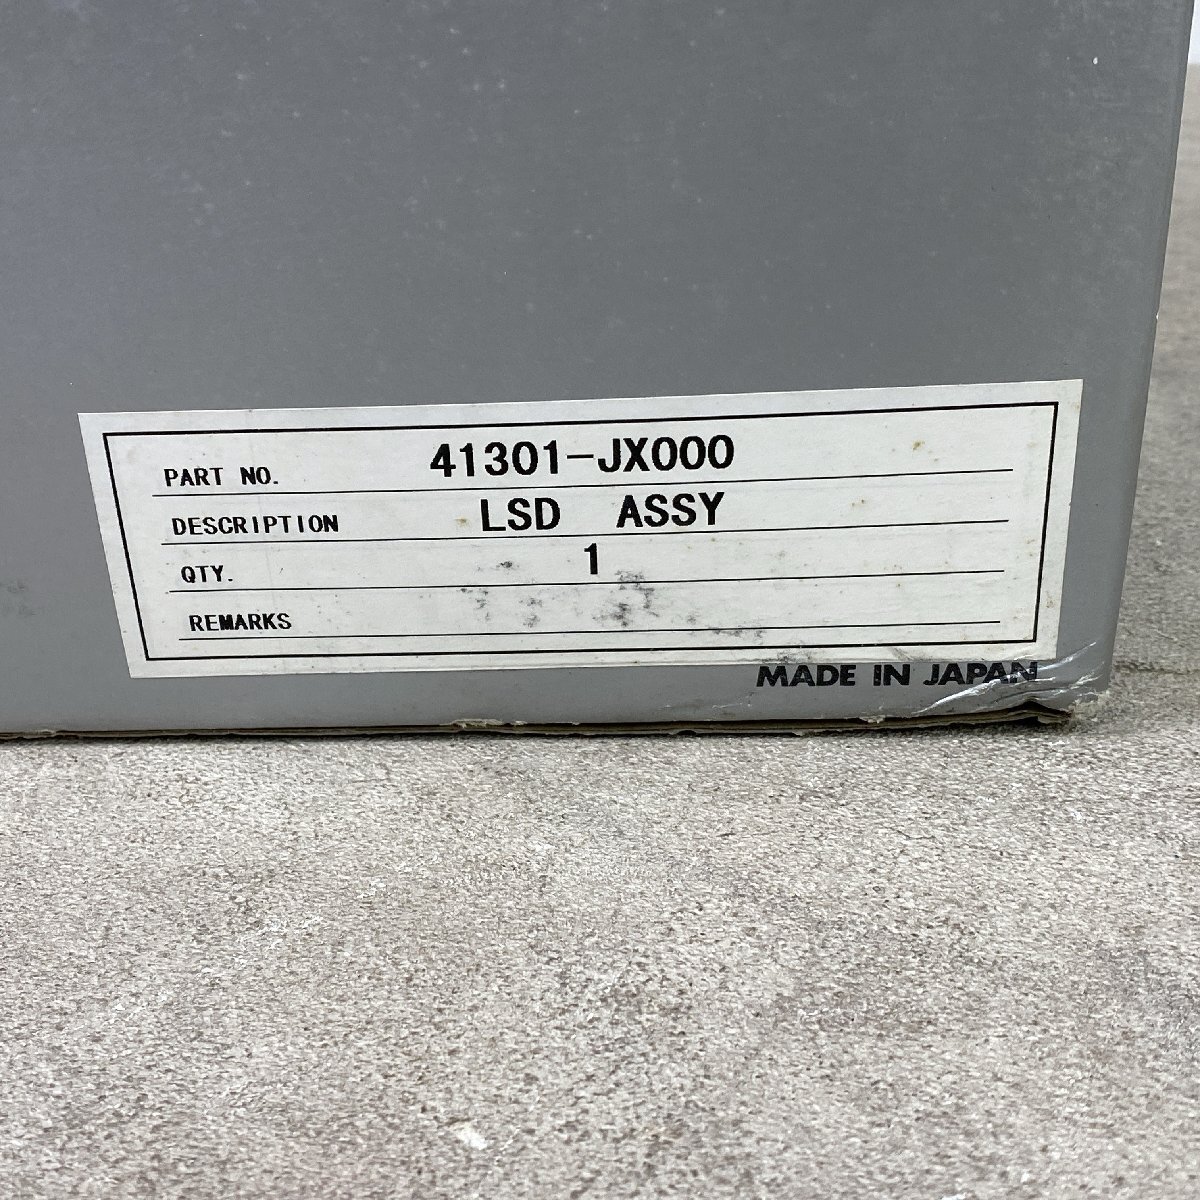 PART NO. 41301-JX000
DESCRIPTION LSD ASSY
QTY. 1
REMARKS
MADE IN JAPAN